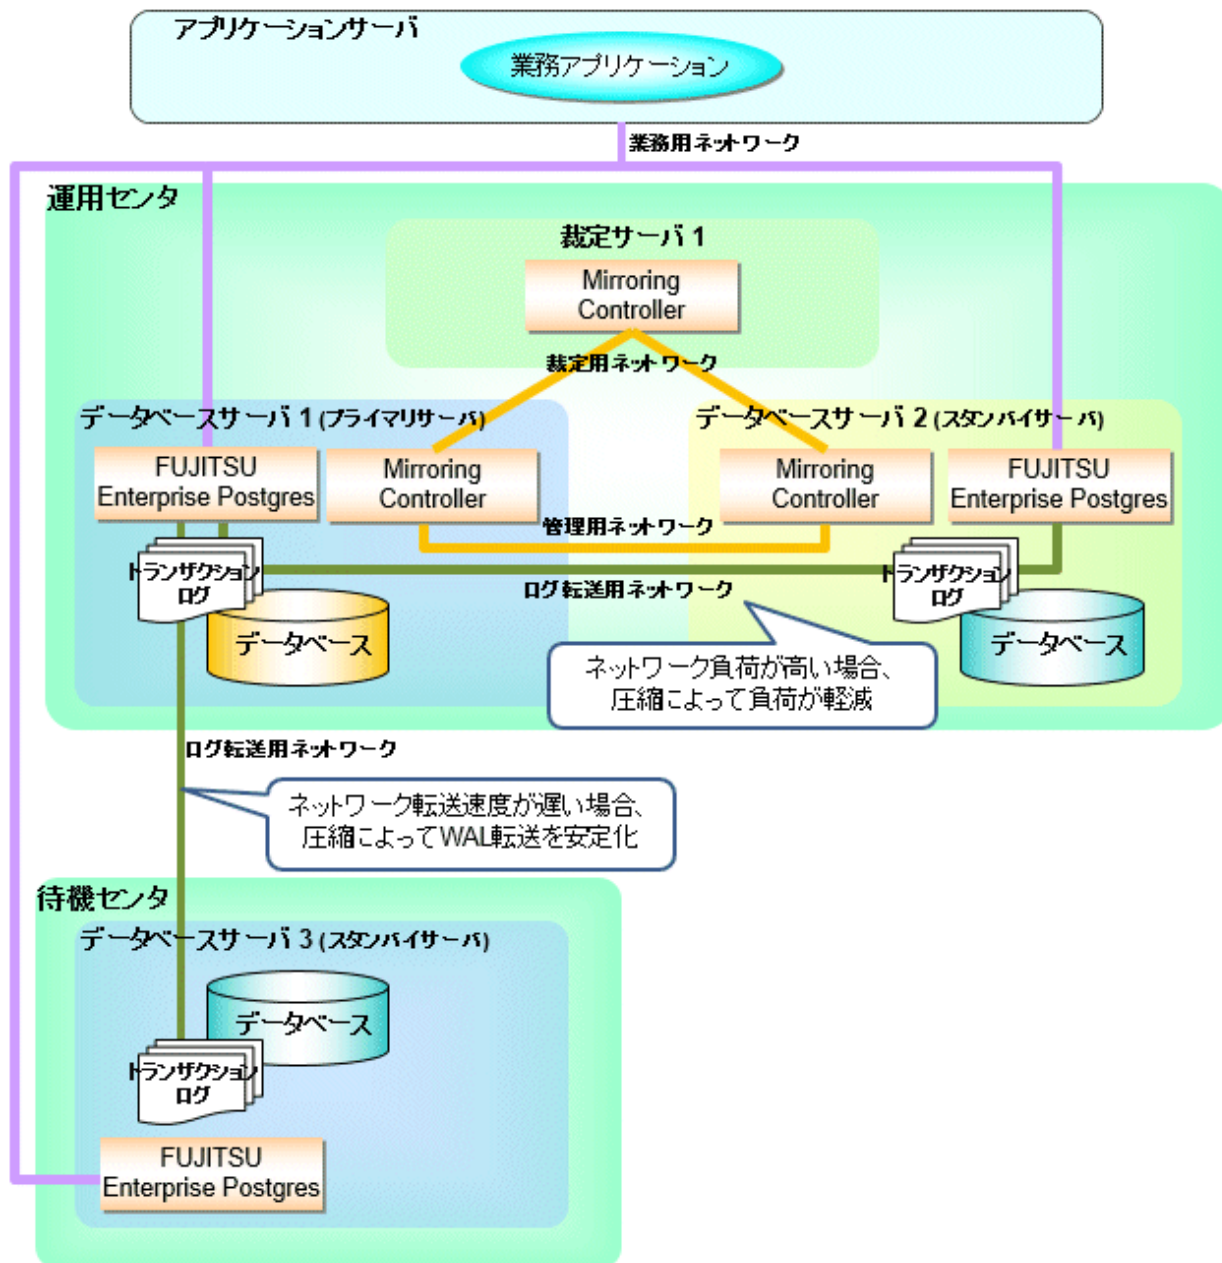 アプリケーションサーバ
業務アプリケーション
業務用ネットワーク
運用センタ
裁定サーバ 1
Mirroring
Controller
裁定用ネットワーク
データベースサーバ 1 (プライマリサーバ)
FUJITSU
Enterprise Postgres
Mirroring
Controller
データベースサーバ 2 (スタンバイサーバ)
Mirroring
Controller
FUJITSU
Enterprise Postgres
管理用ネットワーク
トランザクション
ログ
データベース
ログ転送用ネットワーク
トランザクション
ログ
データベース
ネットワーク負荷が高い場合、
圧縮によって負荷が軽減
ログ転送用ネットワーク
ネットワーク転送速度が遅い場合、
圧縮によってWAL転送を安定化
待機センタ
データベースサーバ 3 (スタンバイサーバ)
データベース
トランザクション
ログ
FUJITSU
Enterprise Postgres